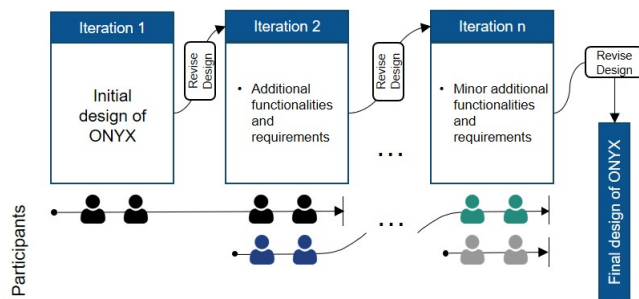 Iteration 1
Initial
design of
ONYX
Revise
Design
Iteration 2
• Additional
functionalities
and
requirements
Revise
Design
...
Iteration n
• Minor additional
functionalities
and
requirements
Revise
Design
Final design of ONYX
Participants
...